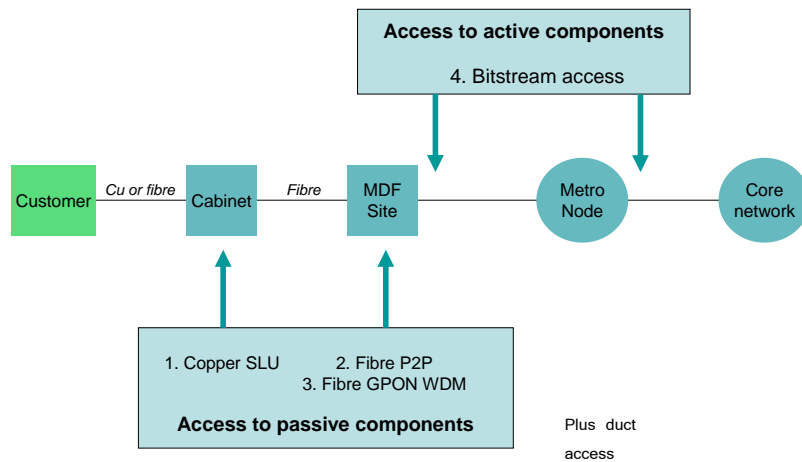 Access to active components
4. Bitstream access
Cu or fibre
Fibre
Customer
Cabinet
MDF
Site
Metro
Node
Core
network
1. Copper SLU
2. Fibre P2P
3. Fibre GPON WDM
Access to passive components
Plus duct
access